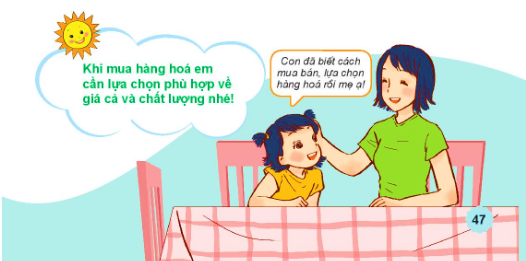 Khi mua hàng hoá em
cần lựa chọn phù hợp về
giá cả và chất lượng nhé!
Con đã biết cách
mua bán, lựa chọn
hàng hoá rồi mẹ ạ!
47